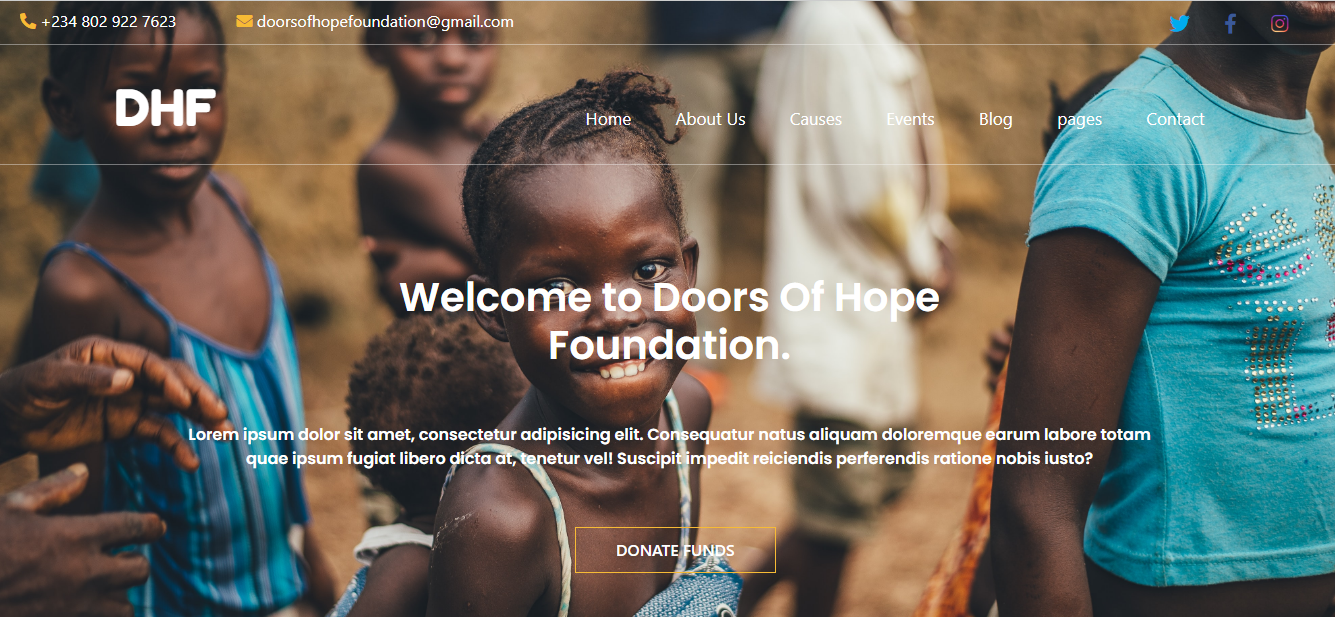 +234 802 922 7623 doorsofhopefoundation@gmail.com
DHF
Home About Us Causes Events Blog pages Contact
Welcome to Doors Of Hope
Foundation.
Lorem ipsum dolor sit amet, consectetur adipisicing elit. Consequatur natus aliquam doloremque earum labore totam
quae ipsum fugiat libero dicta at, tenetur vel! Suscipit impedit reiciendis perferendis ratione nobis iusto?
DONATE FUNDS